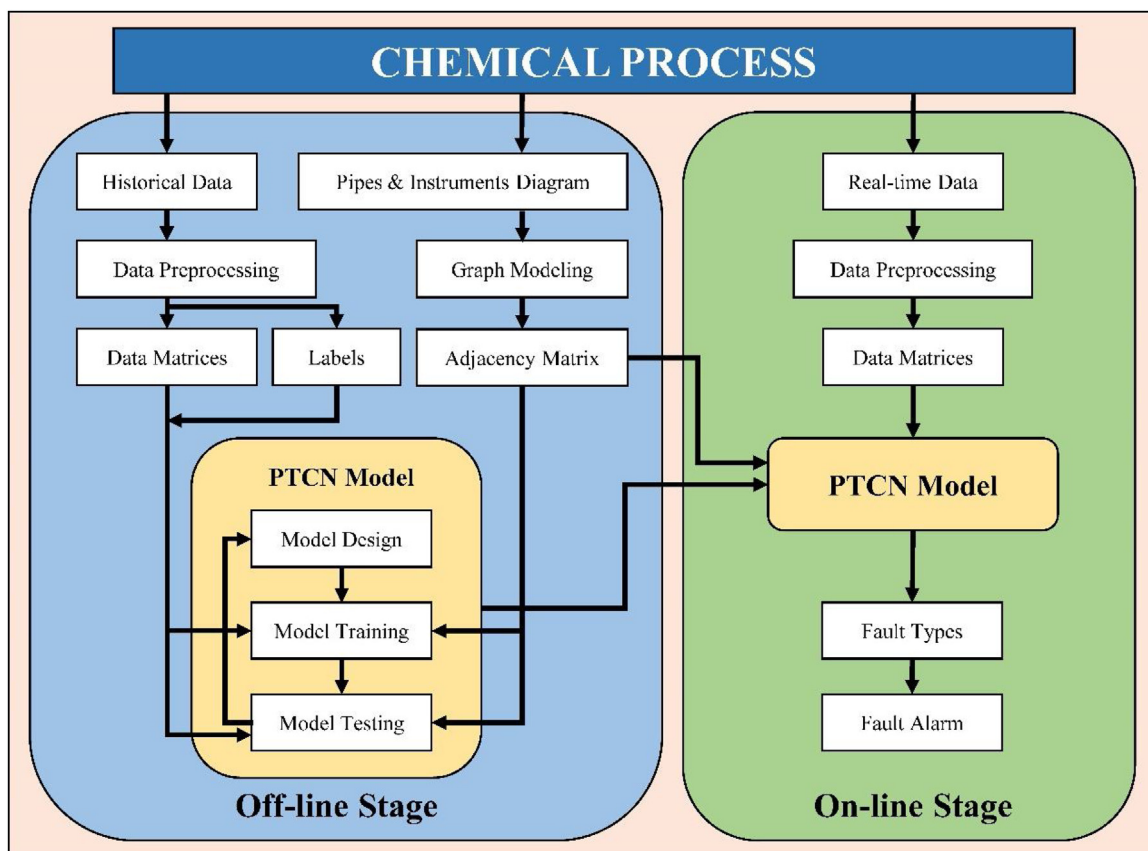 CHEMICAL PROCESS
Historical Data
Pipes & Instruments Diagram
Real-time Data
Data Preprocessing
Graph Modeling
Data Preprocessing
Data Matrices
Labels
Adjacency Matrix
Data Matrices
PTCN Model
Model Design
Model Training
Model Testing
PTCN Model
Fault Types
Fault Alarm
Off-line Stage
On-line Stage